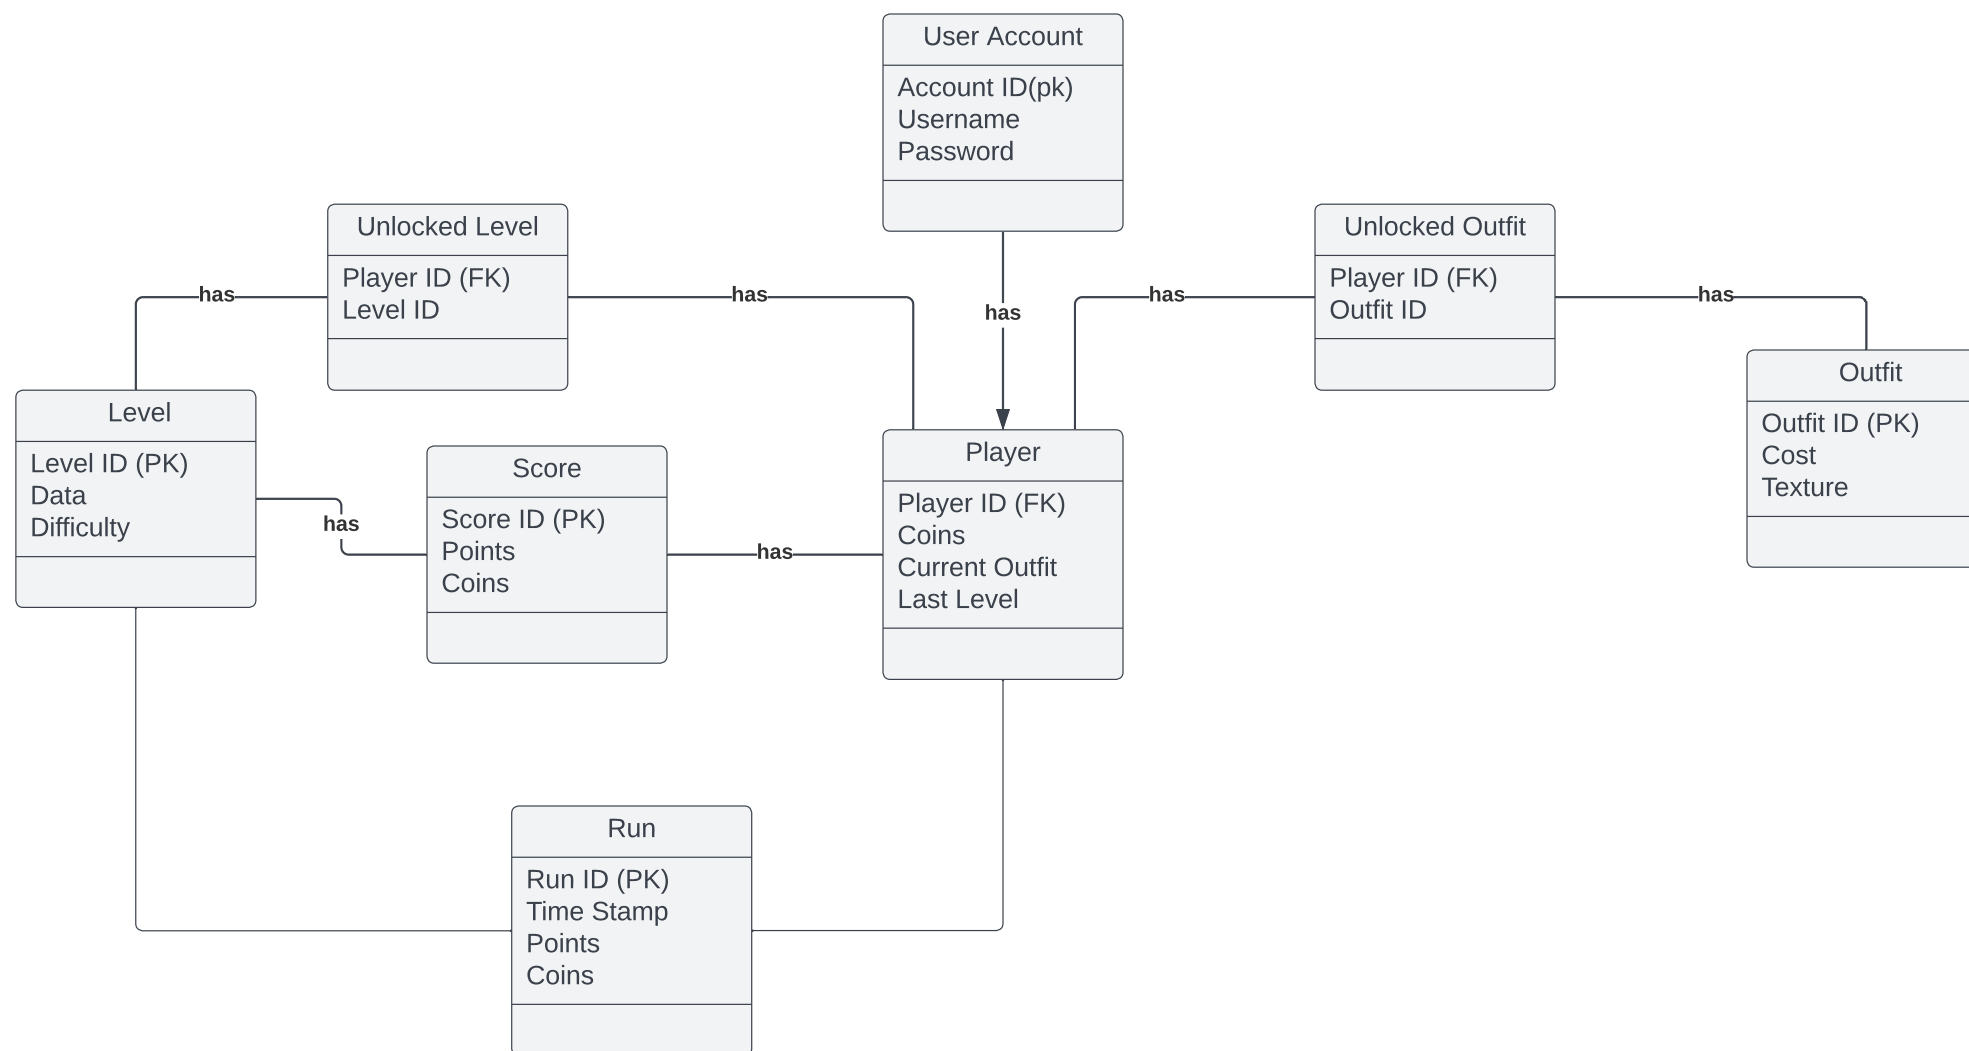 User Account
Account ID(pk)
Username
Password
Unlocked Level
Player ID (FK)
Level ID
Unlocked Outfit
Player ID (FK)
Outfit ID
has
has
has
has
has
Level
Level ID (PK)
Data
Difficulty
Score
Score ID (PK)
Points
Coins
Player
Player ID (FK)
Coins
Current Outfit
Last Level
Outfit
Outfit ID (PK)
Cost
Texture
has
has
Run
Run ID (PK)
Time Stamp
Points
Coins